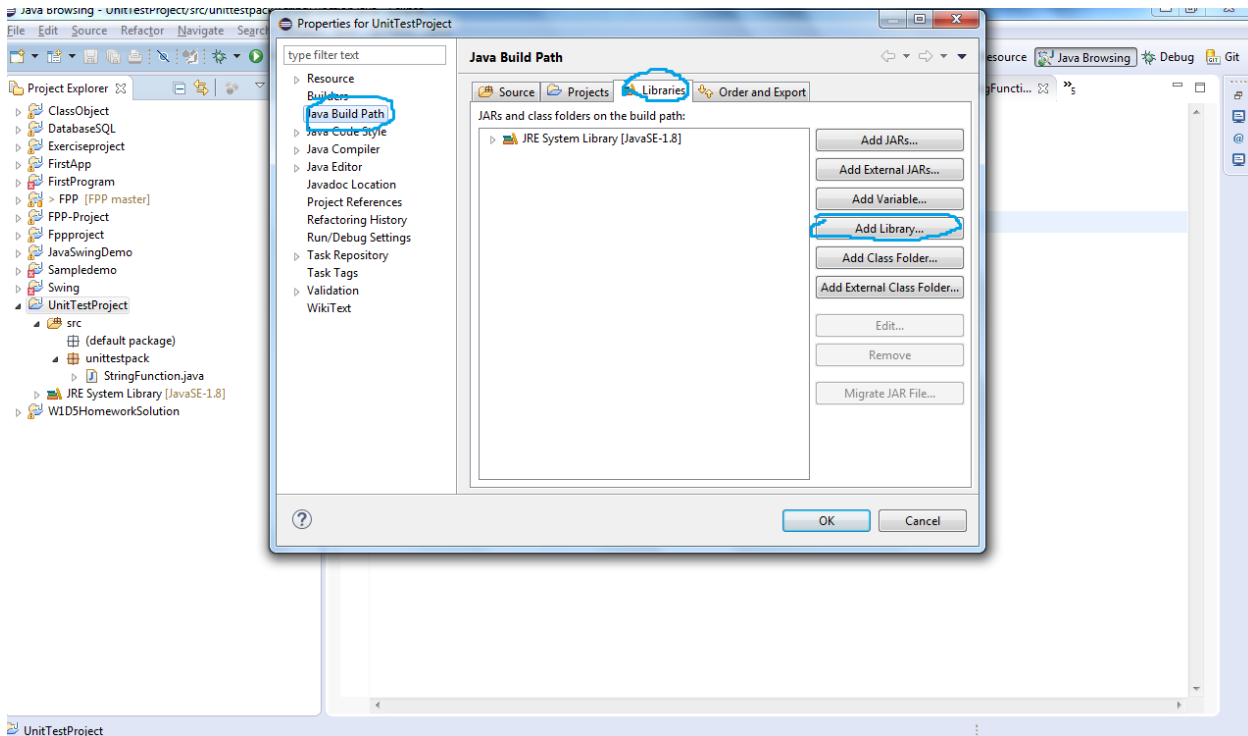 Java Browsing - UnitTestProject/src/unittestpack
File Edit Source Refactor Navigate Search
Resource Java Browsing Debug Git
Project Explorer
ClassObject
DatabaseSQL
Exerciseproject
FirstApp
FirstProgram
> FPP [FPP master]
FPP-Project
Fppproject
JavaSwingDemo
Sampledemo
Swing
UnitTestProject
src
(default package)
unittestpack
StringFunction.java
JRE System Library [JavaSE-1.8]
W1D5HomeworkSolution
Properties for UnitTestProject
type filter text
Resource
Builders
Java Build Path
Java Code Style
Java Compiler
Java Editor
Javadoc Location
Project References
Refactoring History
Run/Debug Settings
Task Repository
Task Tags
Validation
WikiText
Java Build Path
Source Projects Libraries Order and Export
JARs and class folders on the build path:
JRE System Library [JavaSE-1.8]
Add JARs...
Add External JARs...
Add Variable...
Add Library...
Add Class Folder...
Add External Class Folder...
Edit...
Remove
Migrate JAR File...
OK Cancel
gFuncti... »5
UnitTestProject